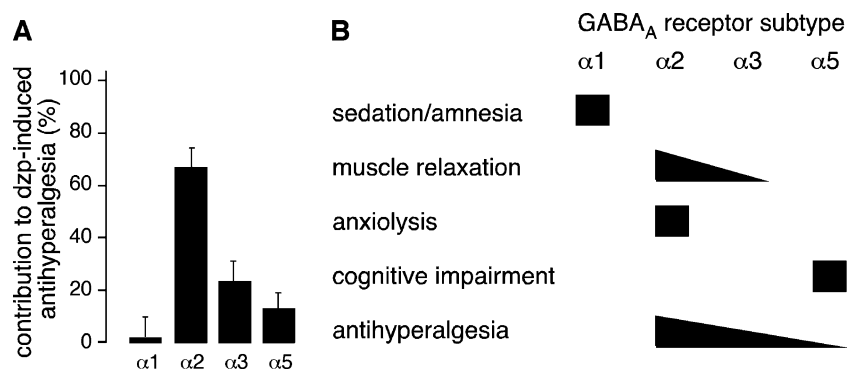 A
contribution to dzp-induced
antihyperalgesia (%)
100
80
60
40
20
0
α1 α2 α3 α5
B
GABAA receptor subtype
α1 α2 α3 α5
sedation/amnesia
muscle relaxation
anxiolysis
cognitive impairment
antihyperalgesia